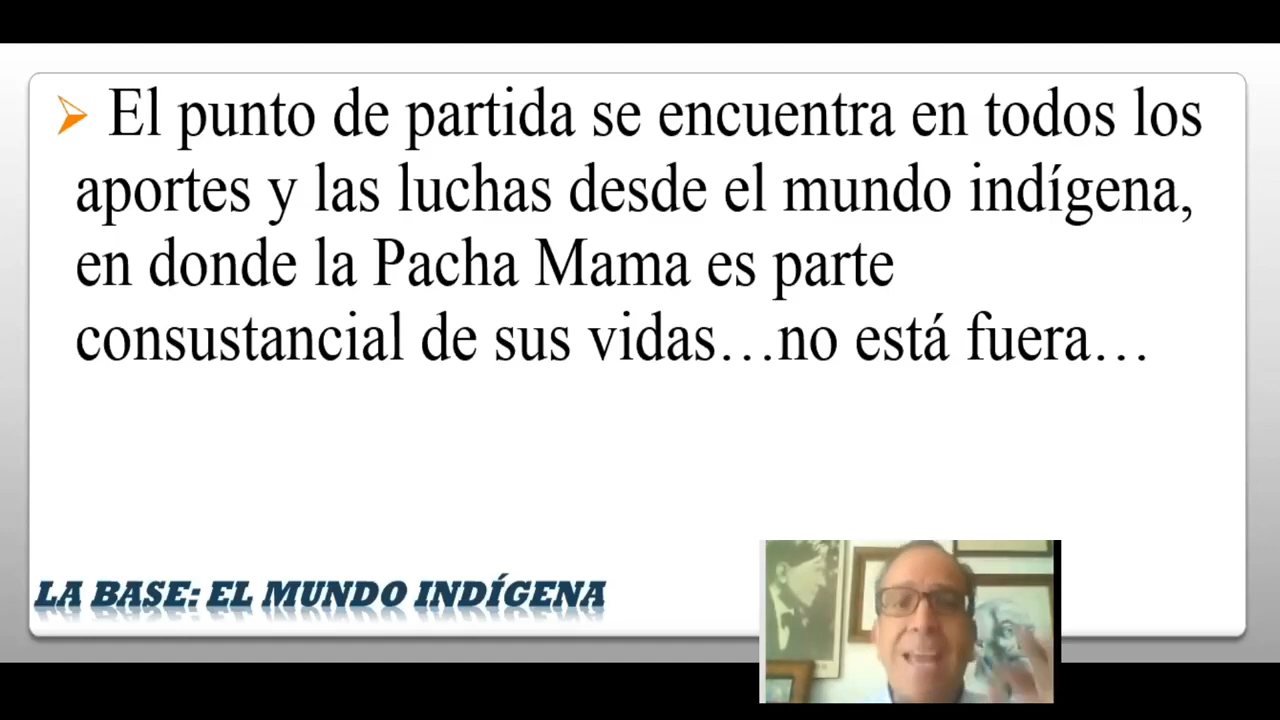 El punto de partida se encuentra en todos los
aportes y las luchas desde el mundo indígena,
en donde la Pacha Mama es parte
consustancial de sus vidas…no está fuera…
LA BASE: EL MUNDO INDÍGENA